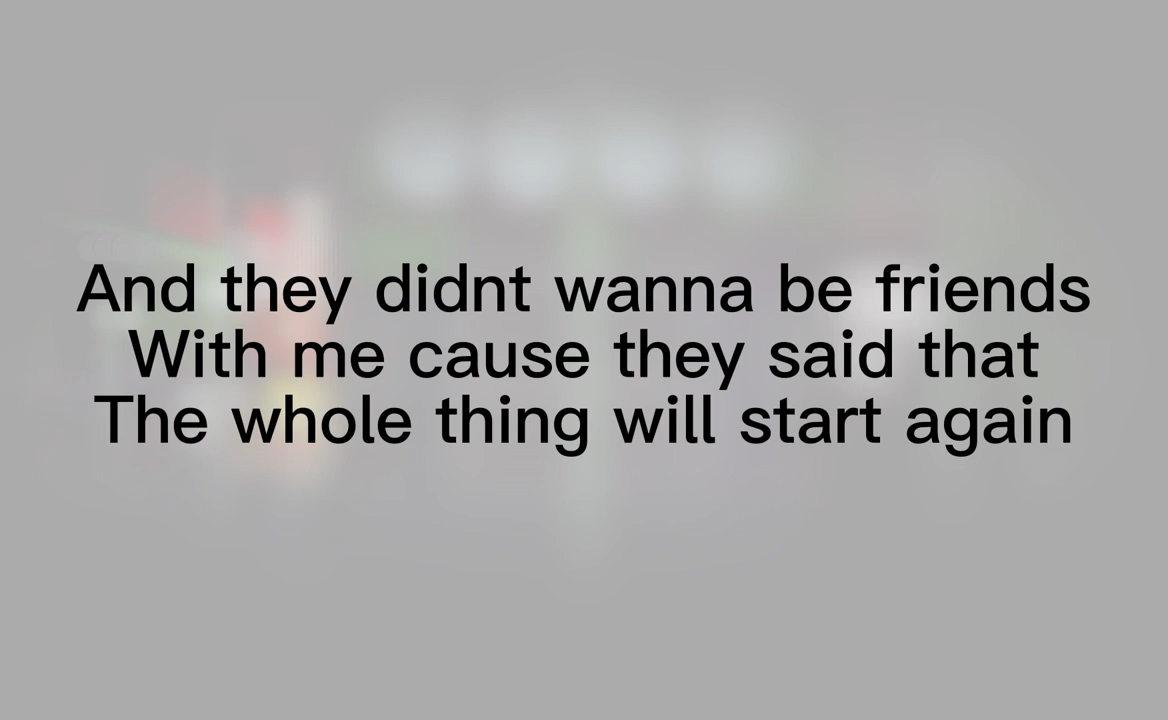 And they didnt wanna be friends
With me cause they said that
The whole thing will start again